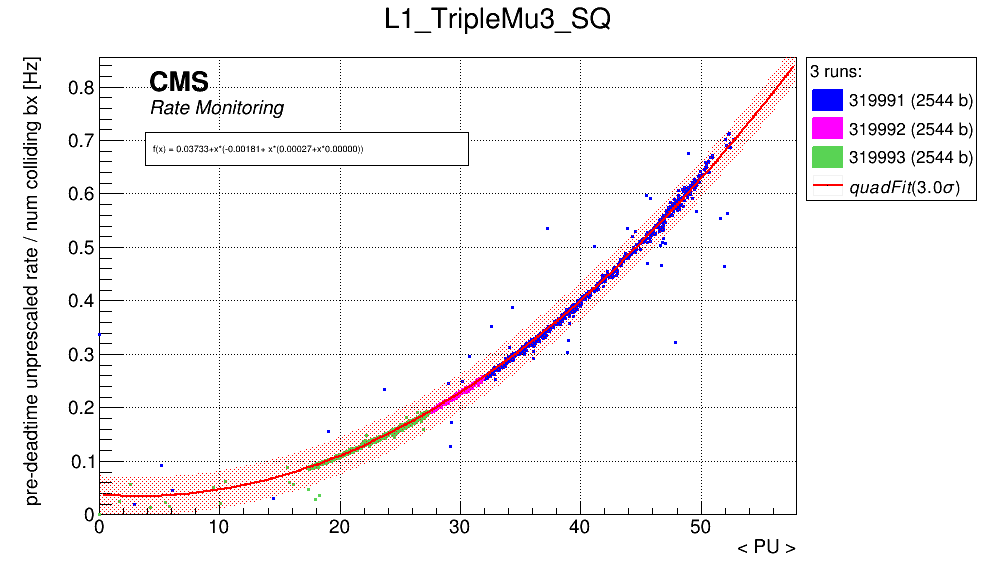 L1_TripleMu3_SQ
pre-deadtime unprescaled rate / num colliding bx [Hz]
CMS
Rate Monitoring
f(x) = 0.03733+x*(-0.00181+ x*(0.00027+x*0.00000))
0.8
0.7
0.6
0.5
0.4
0.3
0.2
0.1
0
0 10 20 30 40 50
< PU >
3 runs:
319991 (2544 b)
319992 (2544 b)
319993 (2544 b)
quadFit(3.0σ)